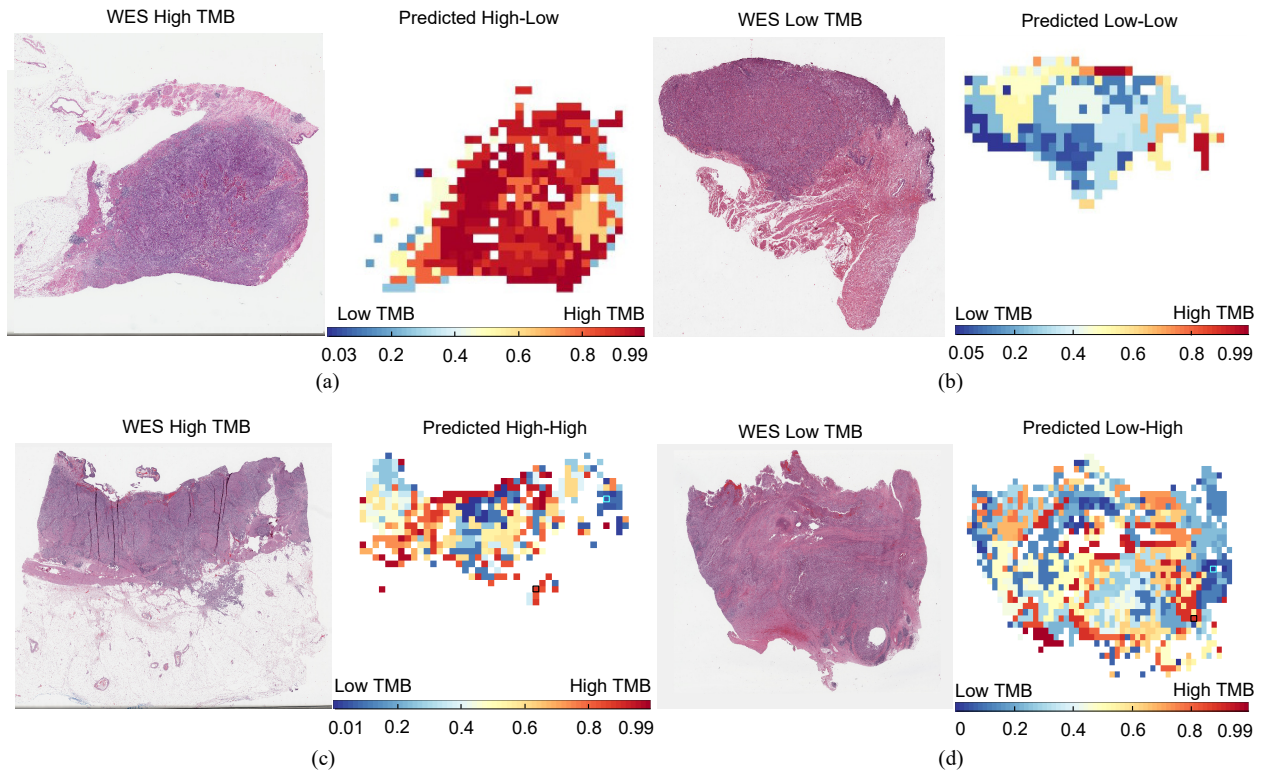 WES High TMB
Predicted High-Low
WES Low TMB
Predicted Low-Low
Low TMB High TMB
0.03 0.2 0.4 0.6 0.8 0.99
Low TMB High TMB
0.05 0.2 0.4 0.6 0.8 0.99
(a)
(b)
WES High TMB
Predicted High-High
WES Low TMB
Predicted Low-High
Low TMB High TMB
0.01 0.2 0.4 0.6 0.8 0.99
Low TMB High TMB
0 0.2 0.4 0.6 0.8 0.99
(c)
(d)